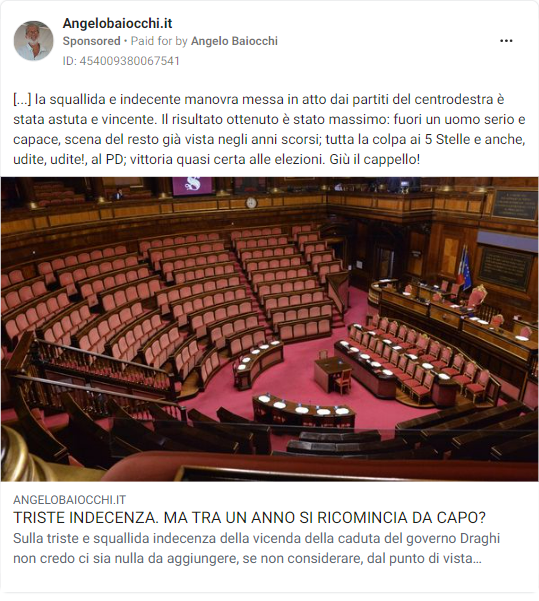 Angelobaiocchi.it
Sponsored • Paid for by Angelo Baiocchi
ID: 454009380067541
[...] la squallida e indecente manovra messa in atto dai partiti del centrodestra è
stata astuta e vincente. Il risultato ottenuto è stato massimo: fuori un uomo serio e
capace, scena del resto già vista negli anni scorsi; tutta la colpa ai 5 Stelle e anche,
udite, udite!, al PD; vittoria quasi certa alle elezioni. Giù il cappello!
ANGELOBAIOCCHI.IT
TRISTE INDECENZA. MA TRA UN ANNO SI RICOMINCIA DA CAPO?
Sulla triste e squallida indecenza della vicenda della caduta del governo Draghi
non credo ci sia nulla da aggiungere, se non considerare, dal punto di vista...